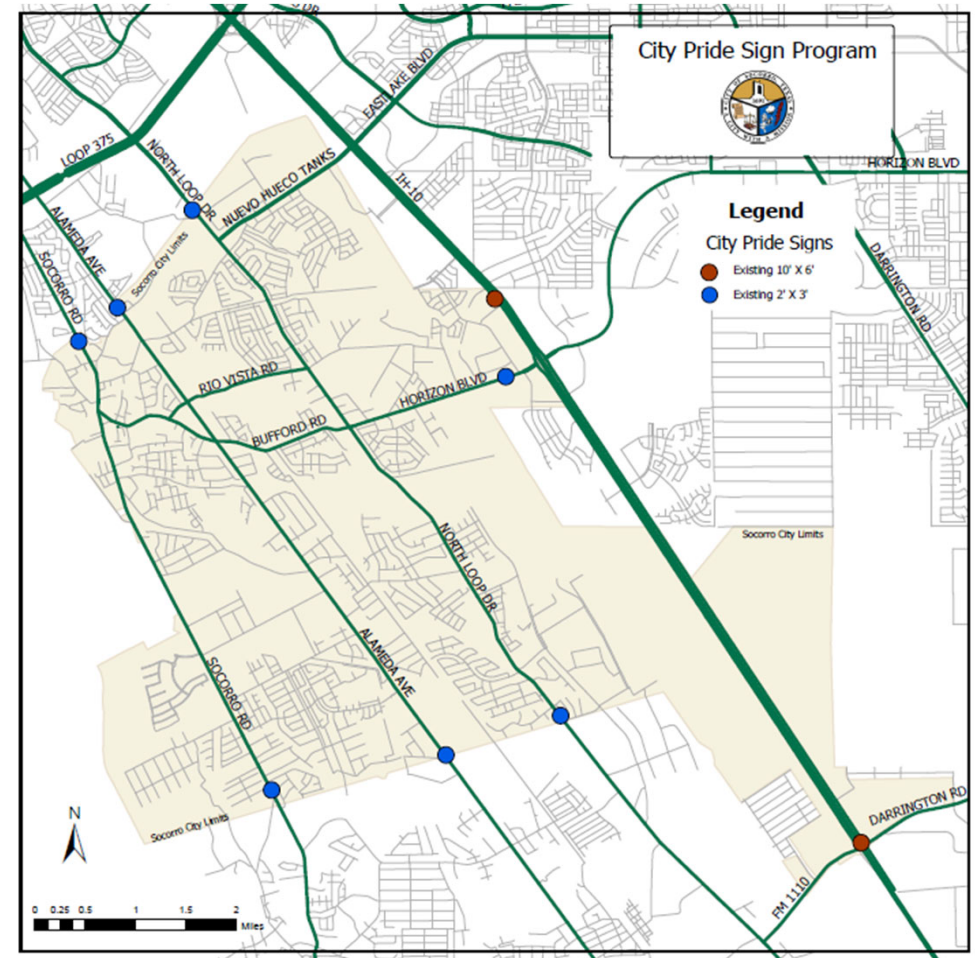 City Pride Sign Program
EASTLAKE BLVD
LOOP 375
NORTH LOOP DR
NUEVO HUECO TANKS
IH-10
HORIZON BLVD
ALAMEDA AVE
SOCORRO RD
Socorro City Limits
Legend
City Pride Signs
Existing 10' X 6'
Existing 2' X 3'
DARRINGTON RD
RIO VISTA RD
HORIZON BLVD
BUFFORD RD
NORTH LOOP DR
Socorro City Limits
ALAMEDA AVE
SOCORRO RD
Socorro City Limits
DARRINGTON RD
FM 1110
N
0 0.25 0.5 1 1.5 2
Miles